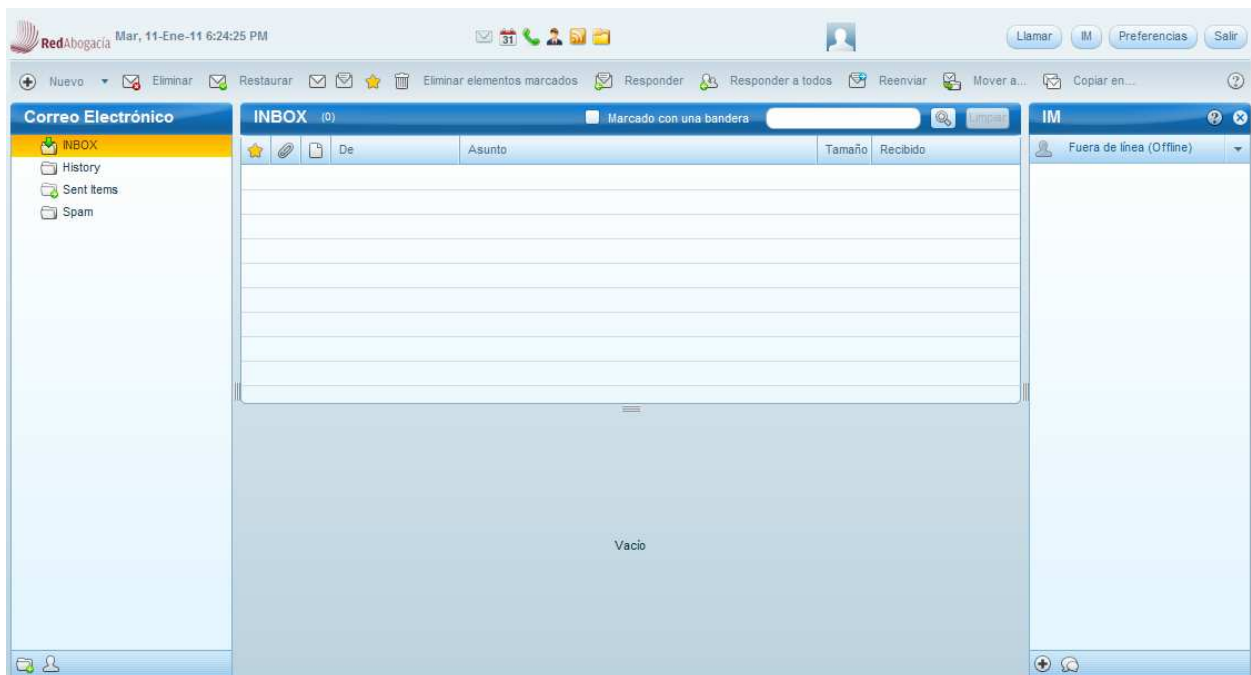 RedAbogacía Mar, 11-Ene-11 6:24:25 PM 31 Llamar IM Preferencias Salir
Nuevo Eliminar Restaurar Eliminar elementos marcados Responder Responder a todos Reenviar Mover a... Copiar en...
Correo Electrónico
INBOX
History
Sent Items
Spam
INBOX (0) Marcado con una bandera Limpiar
De Asunto Tamaño Recibido
Vacío
IM
Fuera de línea (Offline)